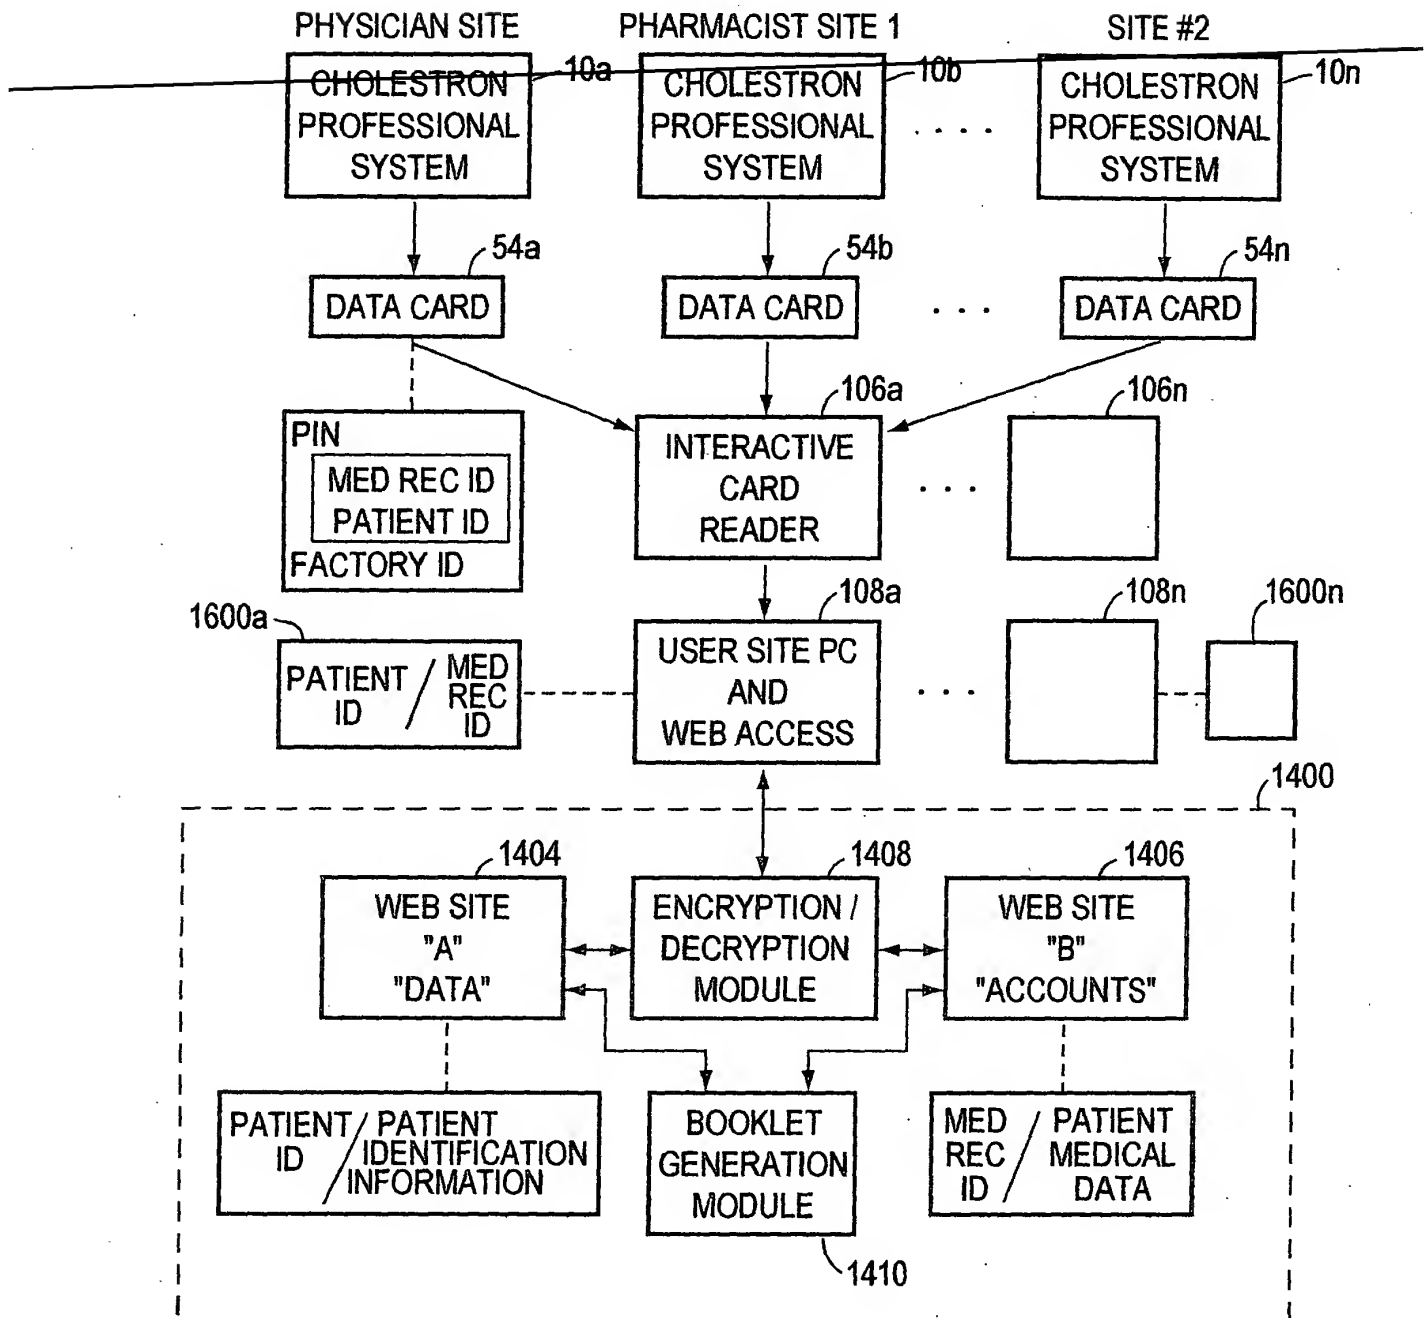 PHYSICIAN SITE
PHARMACIST SITE 1
SITE #2
10a
CHOLESTRON
PROFESSIONAL
SYSTEM
10b
CHOLESTRON
PROFESSIONAL
SYSTEM
. . . .
10n
CHOLESTRON
PROFESSIONAL
SYSTEM
54a
DATA CARD
54b
DATA CARD
. . .
54n
DATA CARD
PIN
MED REC ID
PATIENT ID
FACTORY ID
106a
INTERACTIVE
CARD
READER
. . .
106n
1600a
PATIENT
ID
/
MED
REC
ID
108a
USER SITE PC
AND
WEB ACCESS
. . .
108n
1600n
1400
1404
WEB SITE
"A"
"DATA"
1408
ENCRYPTION /
DECRYPTION
MODULE
1406
WEB SITE
"B"
"ACCOUNTS"
PATIENT
ID
/
PATIENT
IDENTIFICATION
INFORMATION
BOOKLET
GENERATION
MODULE
1410
MED
REC
ID
/
PATIENT
MEDICAL
DATA